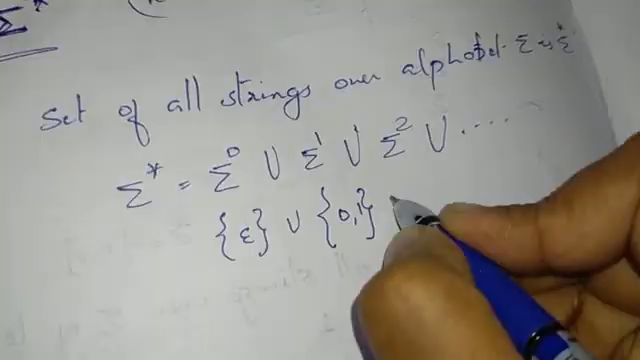 Σ*
Set of all strings over alphabet Σ is Σ*
Σ* = Σ⁰ ∪ Σ¹ ∪ Σ² ∪ ....
{ε} ∪ {0,1}